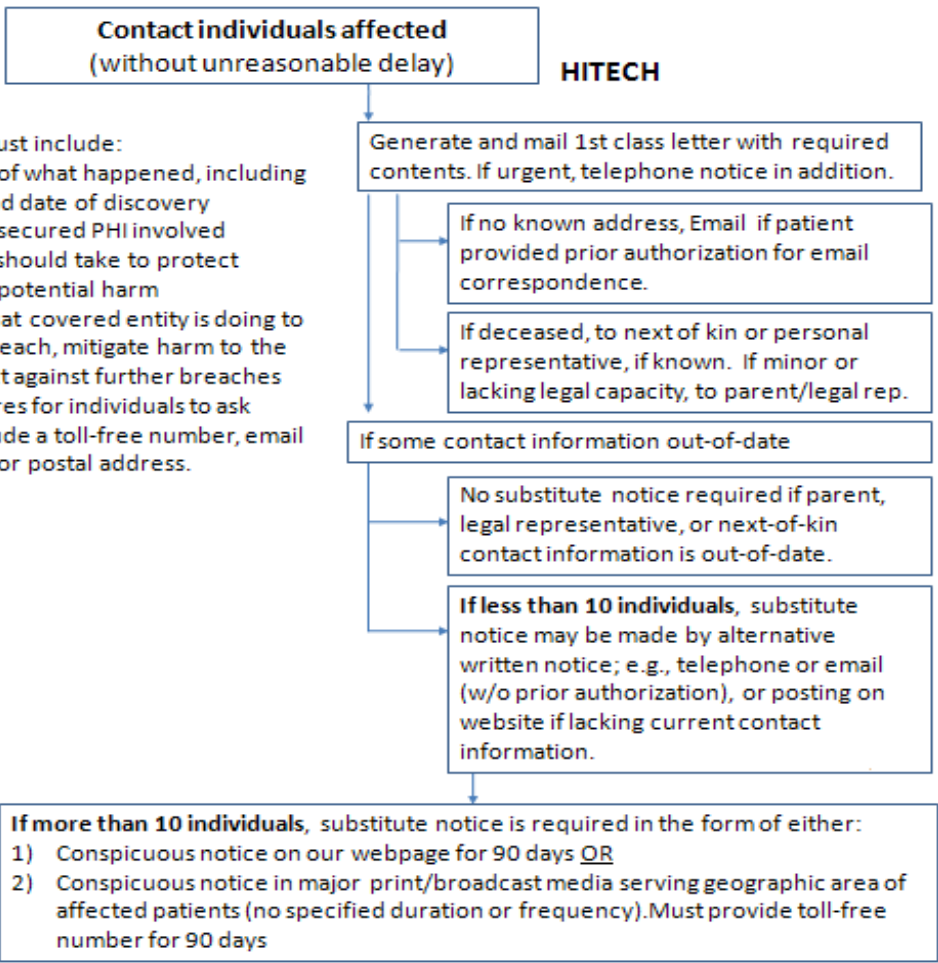 Contact individuals affected
(without unreasonable delay)
HITECH
ust include:
of what happened, including
d date of discovery
secured PHI involved
should take to protect
potential harm
at covered entity is doing to
each, mitigate harm to the
t against further breaches
res for individuals to ask
ude a toll-free number, email
or postal address.
Generate and mail 1st class letter with required
contents. If urgent, telephone notice in addition.
If no known address, Email if patient
provided prior authorization for email
correspondence.
If deceased, to next of kin or personal
representative, if known. If minor or
lacking legal capacity, to parent/legal rep.
If some contact information out-of-date
No substitute notice required if parent,
legal representative, or next-of-kin
contact information is out-of-date.
If less than 10 individuals, substitute
notice may be made by alternative
written notice; e.g., telephone or email
(w/o prior authorization), or posting on
website if lacking current contact
information.
If more than 10 individuals, substitute notice is required in the form of either:
1) Conspicuous notice on our webpage for 90 days OR
2) Conspicuous notice in major print/broadcast media serving geographic area of
affected patients (no specified duration or frequency).Must provide toll-free
number for 90 days